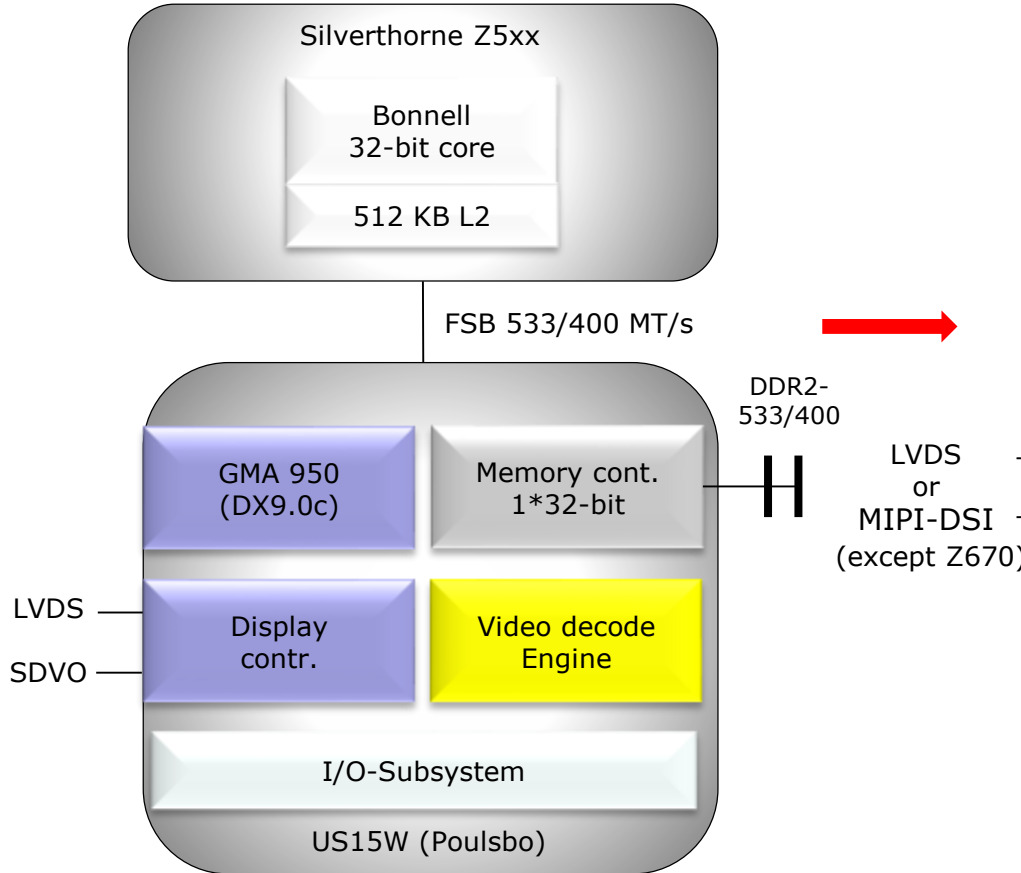 Silverthorne Z5xx
Bonnell
32-bit core
512 KB L2
FSB 533/400 MT/s
DDR2-
533/400
GMA 950
(DX9.0c)
Memory cont.
1*32-bit
LVDS
or
MIPI-DSI
(except Z670)
LVDS
SDVO
Display
contr.
Video decode
Engine
I/O-Subsystem
US15W (Poulsbo)